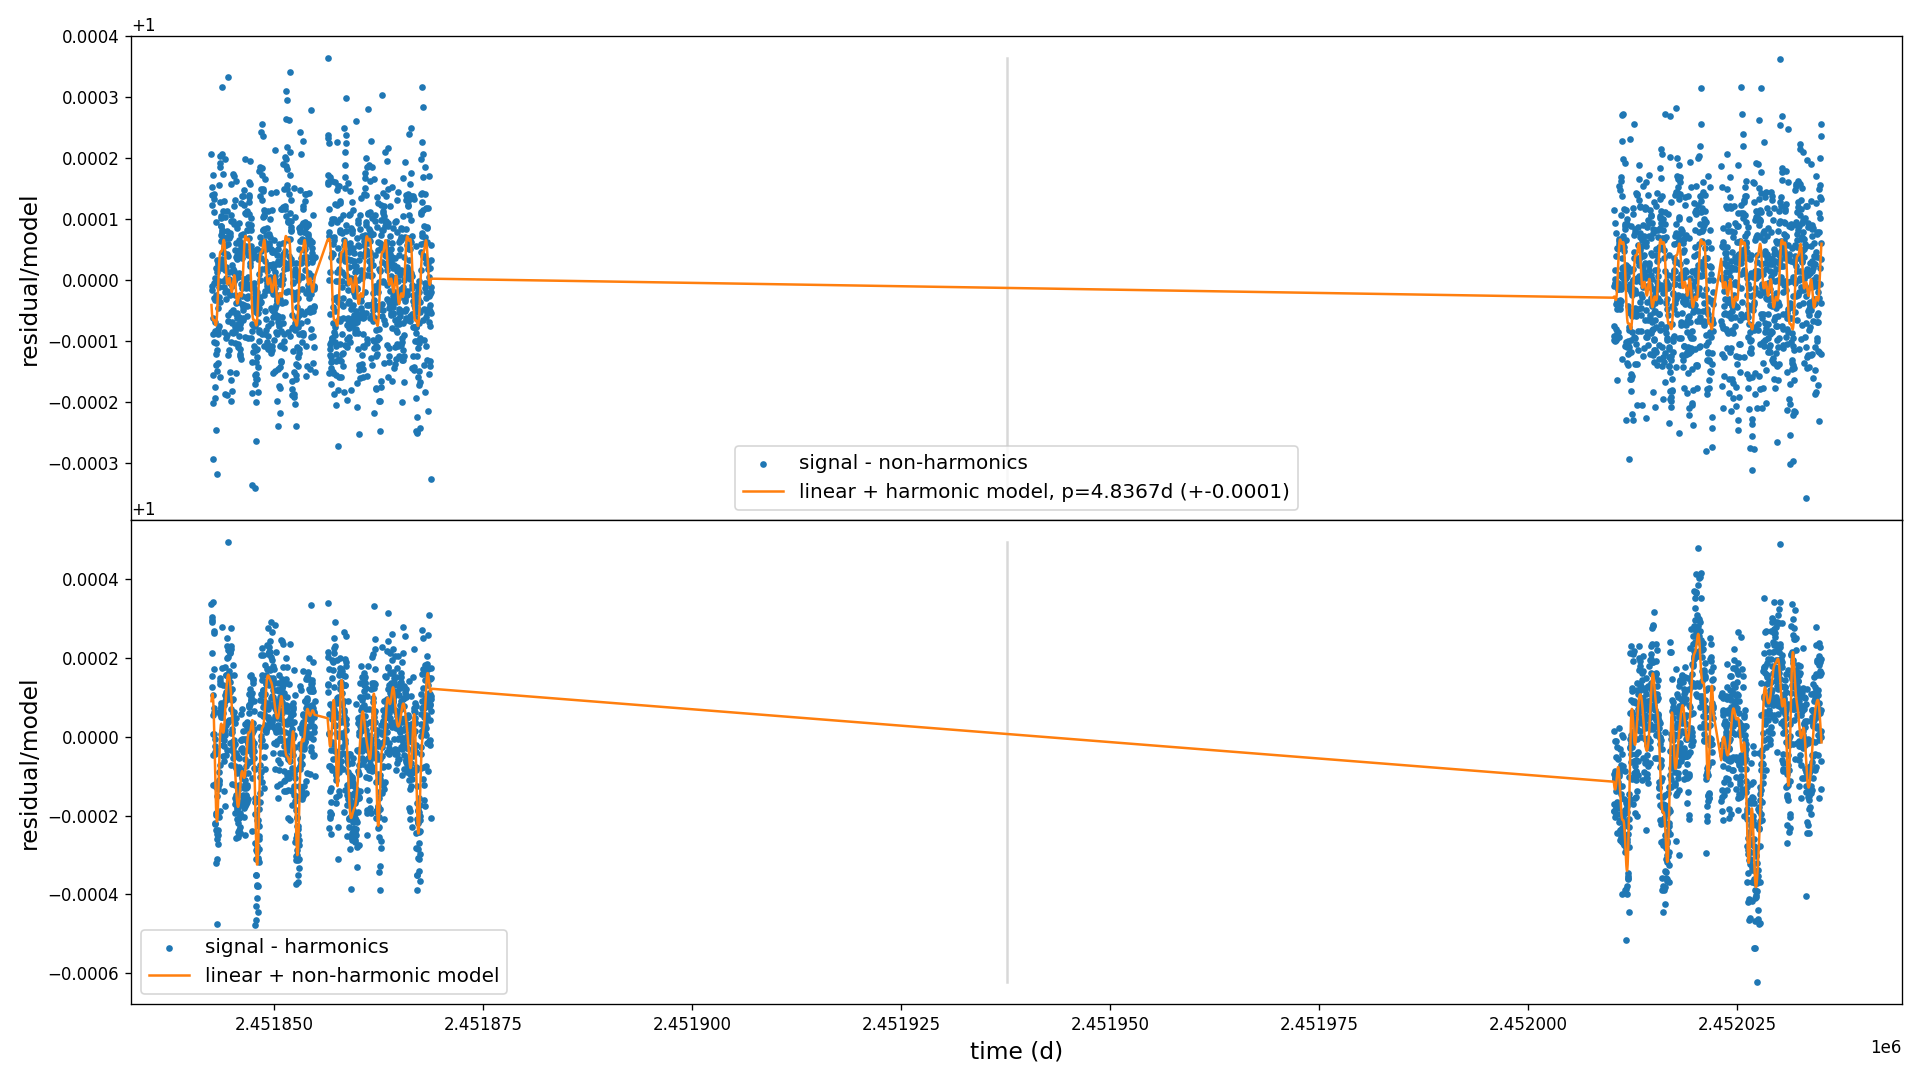 +1
0.0004
0.0003
0.0002
0.0001
0.0000
−0.0001
−0.0002
−0.0003
residual/model
signal - non-harmonics
linear + harmonic model, p=4.8367d (+-0.0001)
+1
0.0004
0.0002
0.0000
−0.0002
−0.0004
−0.0006
residual/model
signal - harmonics
linear + non-harmonic model
2.451850 2.451875 2.451900 2.451925 2.451950 2.451975 2.452000 2.452025
1e6
time (d)